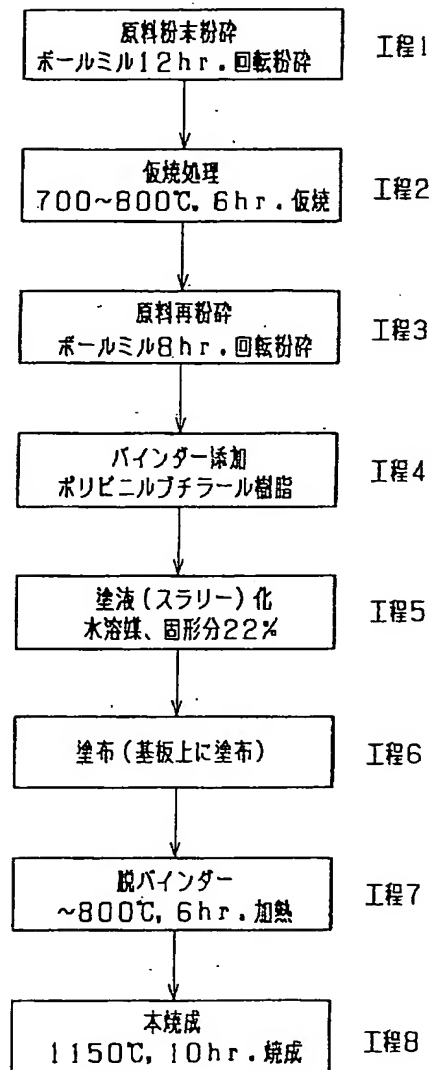 原料粉末粉砕
ボールミル12hr.回転粉砕
工程1
仮焼処理
700~800℃, 6hr.仮焼
工程2
原料再粉砕
ボールミル8hr.回転粉砕
工程3
バインダー添加
ポリビニルブチラール樹脂
工程4
塗液(スラリー)化
水溶媒、固形分22%
工程5
塗布(基板上に塗布)
工程6
脱バインダー
~800℃, 6hr.加熱
工程7
本焼成
1150℃, 10hr.焼成
工程8